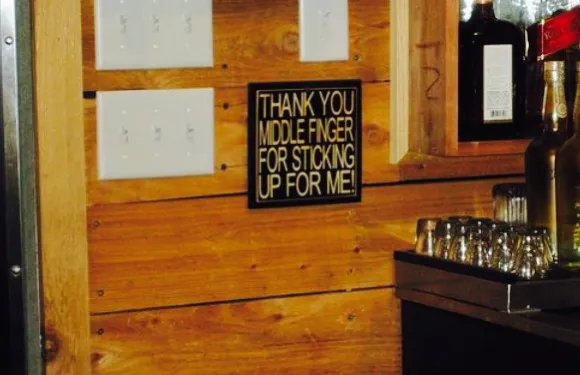 THANK YOU
MIDDLE FINGER
FOR STICKING
UP FOR ME!